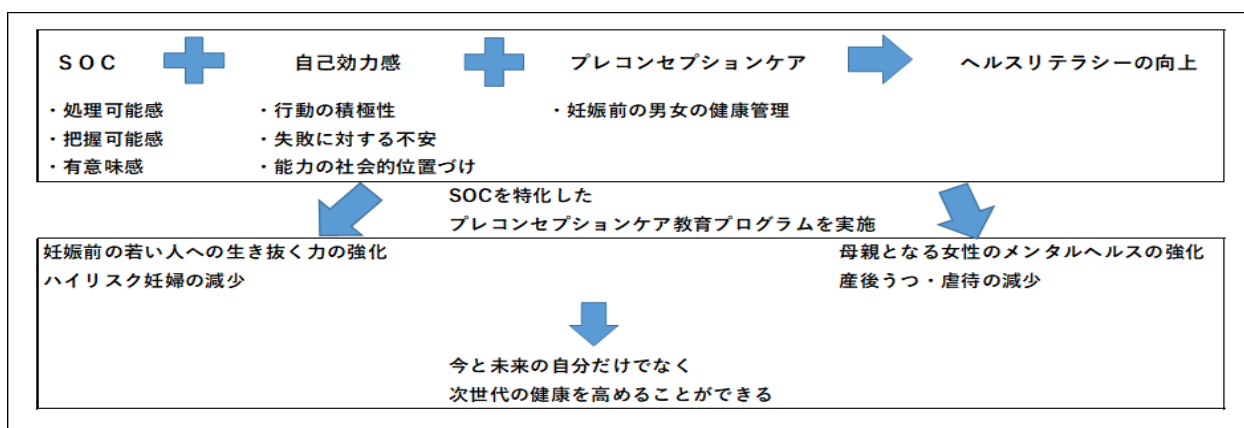 SOC 自己効力感 プレコンセプションケア ヘルスリテラシーの向上
・処理可能感 ・行動の積極性 ・妊娠前の男女の健康管理
・把握可能感 ・失敗に対する不安
・有意味感 ・能力の社会的位置づけ
SOCを特化した
プレコンセプションケア教育プログラムを実施
妊娠前の若い人への生き抜く力の強化 母親となる女性のメンタルヘルスの強化
ハイリスク妊婦の減少 産後うつ・虐待の減少
今と未来の自分だけでなく
次世代の健康を高めることができる